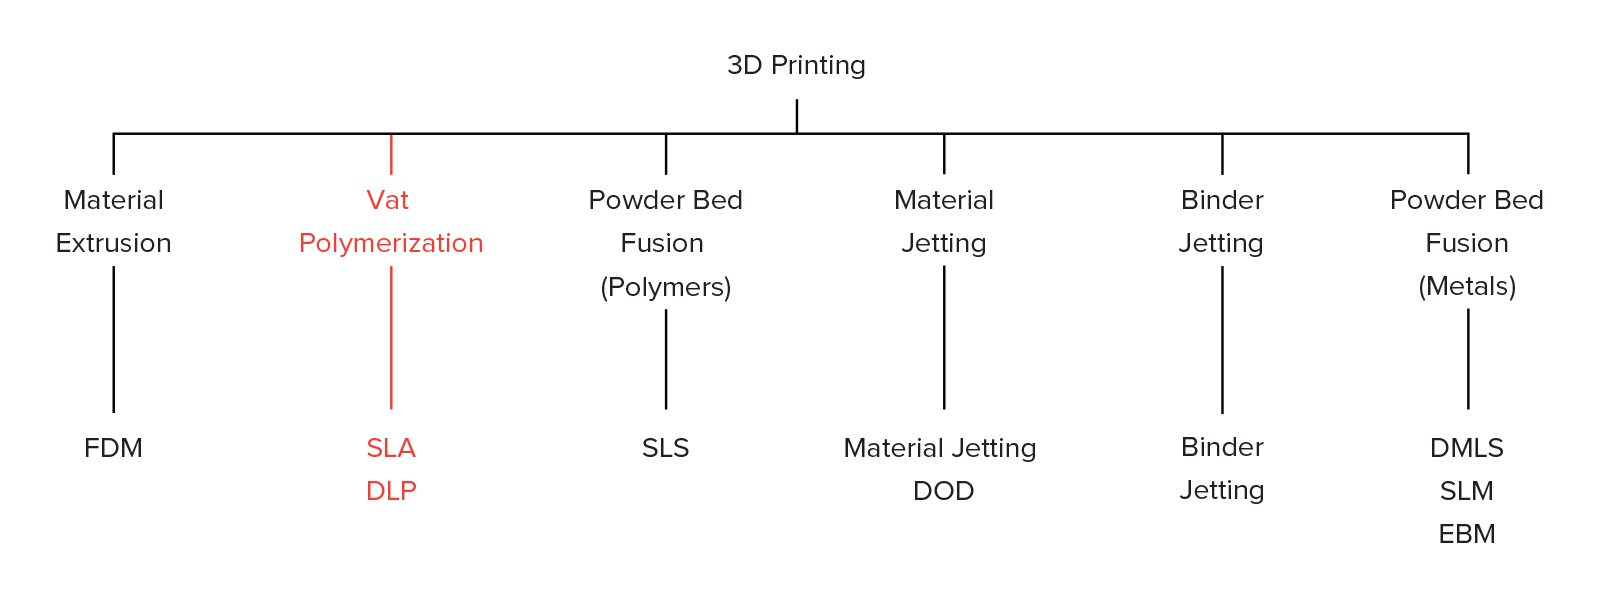 3D Printing
Material
Extrusion
Vat
Polymerization
Powder Bed
Fusion
(Polymers)
Material
Jetting
Binder
Jetting
Powder Bed
Fusion
(Metals)
FDM
SLA
DLP
SLS
Material Jetting
DOD
Binder
Jetting
DMLS
SLM
EBM